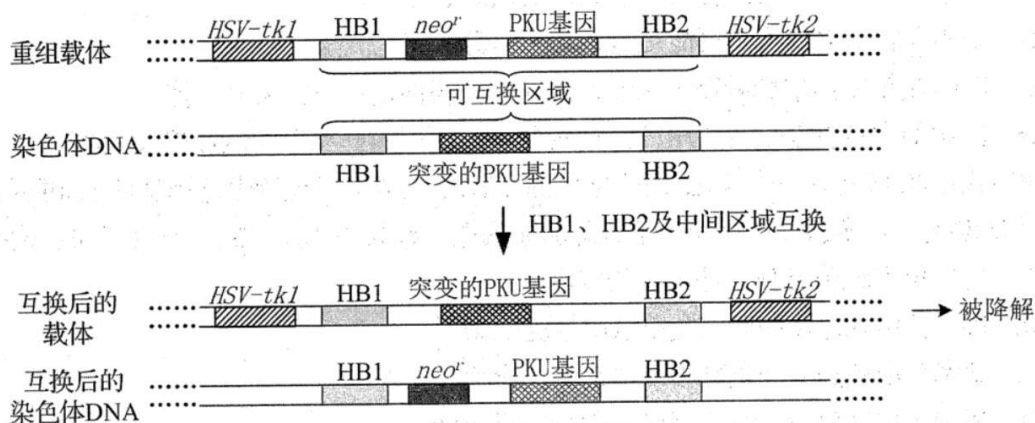 HSV-tk1 HB1 neoʳ PKU基因 HB2 HSV-tk2
重组载体 ...... ......
可互换区域
染色体DNA ...... ......
HB1 突变的PKU基因 HB2
HB1、HB2及中间区域互换
HSV-tk1 HB1 突变的PKU基因 HB2 HSV-tk2
互换后的
载体 ...... ...... 被降解
HB1 neoʳ PKU基因 HB2
互换后的
染色体DNA ...... ......